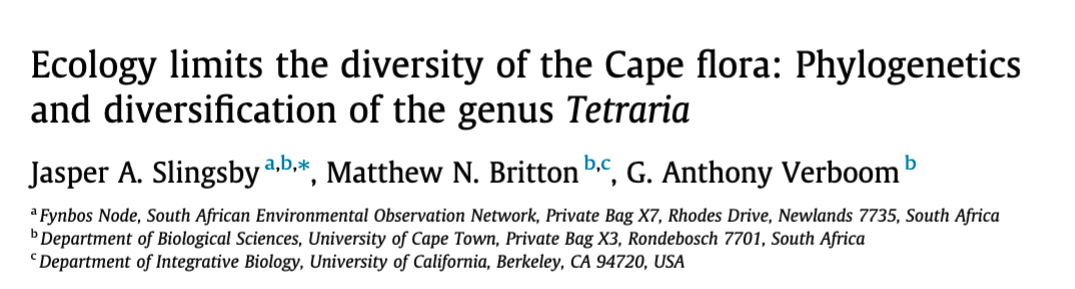 Ecology limits the diversity of the Cape flora: Phylogenetics
and diversification of the genus Tetraria
Jasper A. Slingsby a,b,*, Matthew N. Britton b,c, G. Anthony Verboom b
a Fynbos Node, South African Environmental Observation Network, Private Bag X7, Rhodes Drive, Newlands 7735, South Africa
b Department of Biological Sciences, University of Cape Town, Private Bag X3, Rondebosch 7701, South Africa
c Department of Integrative Biology, University of California, Berkeley, CA 94720, USA